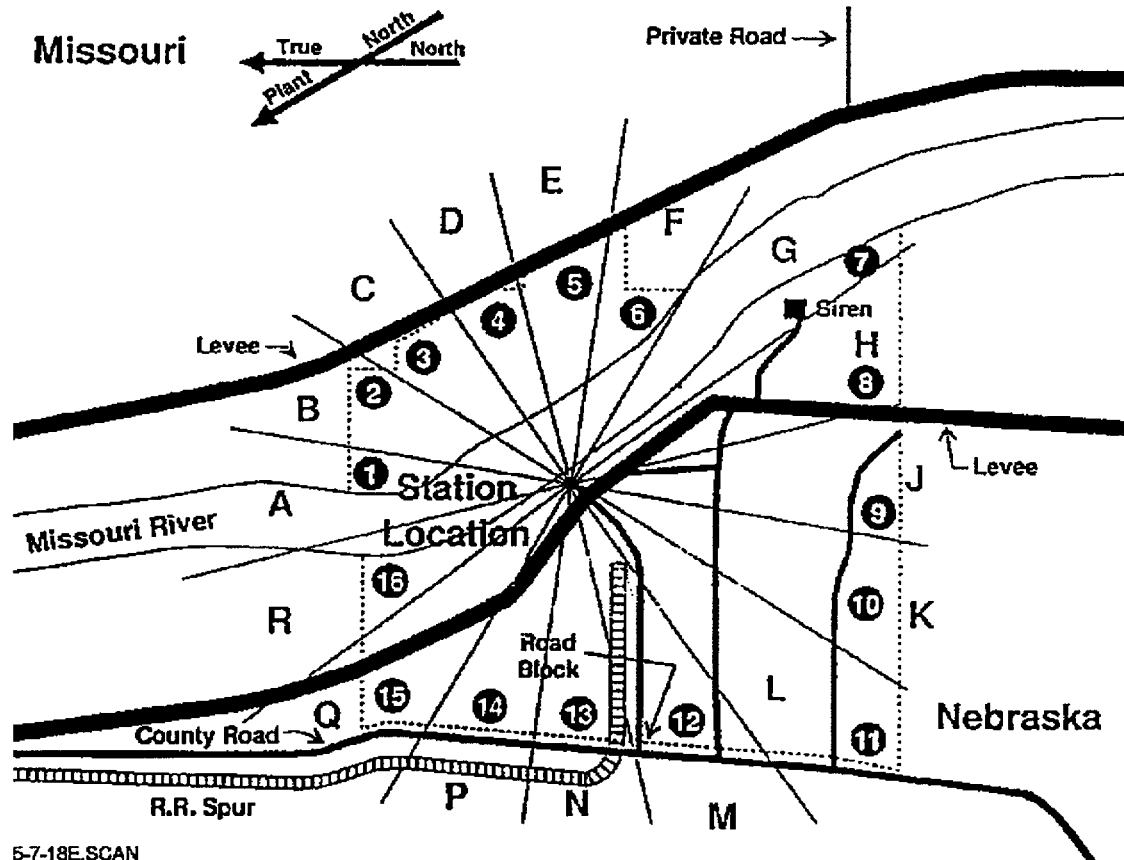 Missouri
True
North
North
Plant
Private Road
E
D
F
C
G
7
5
Siren
4
6
Levee
3
H
2
8
B
Levee
1
J
Station
Location
A
9
Missouri River
16
10
R
K
Road
Block
L
15
14
13
12
Q
Nebraska
County Road
11
P
N
M
R.R. Spur
5-7-18E.SCAN